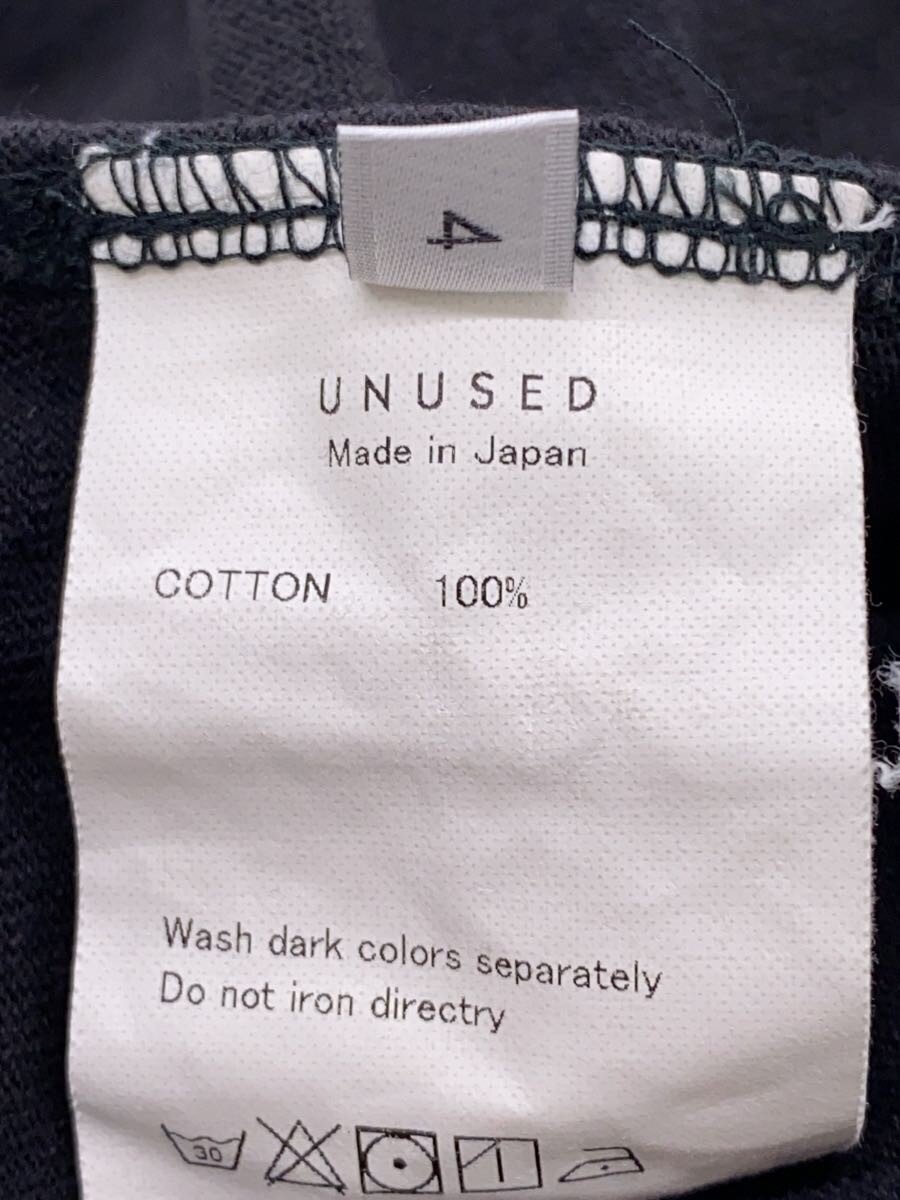 4
UNUSED
Made in Japan
COTTON 100%
Wash dark colors separately
Do not iron directry
30